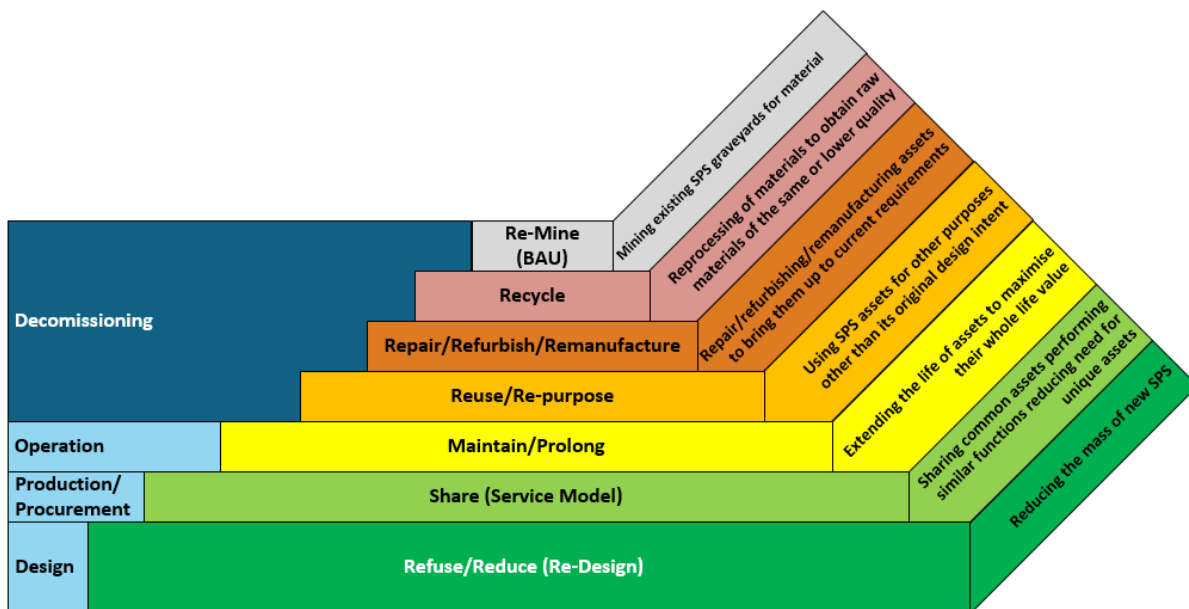 Re-Mine
(BAU)
Mining existing SPS graveyards for material
Recycle
Reprocessing of materials to obtain raw
materials of the same or lower quality
Decomissioning
Repair/Refurbish/Remanufacture
Repair/refurbishing/remanufacturing assets
to bring them up to current requirements
Reuse/Re-purpose
Using SPS assets for other purposes
other than its original design intent
Operation
Maintain/Prolong
Extending the life of assets to maximise
their whole life value
Production/
Procurement
Share (Service Model)
Sharing common assets performing
similar functions reducing need for
unique assets
Design
Refuse/Reduce (Re-Design)
Reducing the mass of new SPS